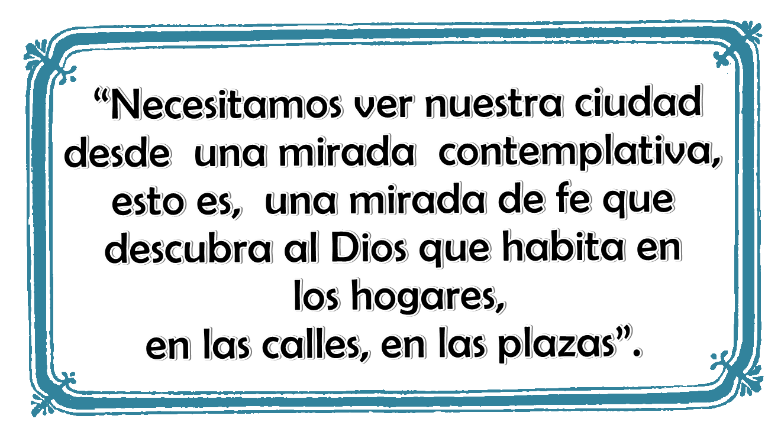 “Necesitamos ver nuestra ciudad
desde una mirada contemplativa,
esto es, una mirada de fe que
descubra al Dios que habita en
los hogares,
en las calles, en las plazas”.